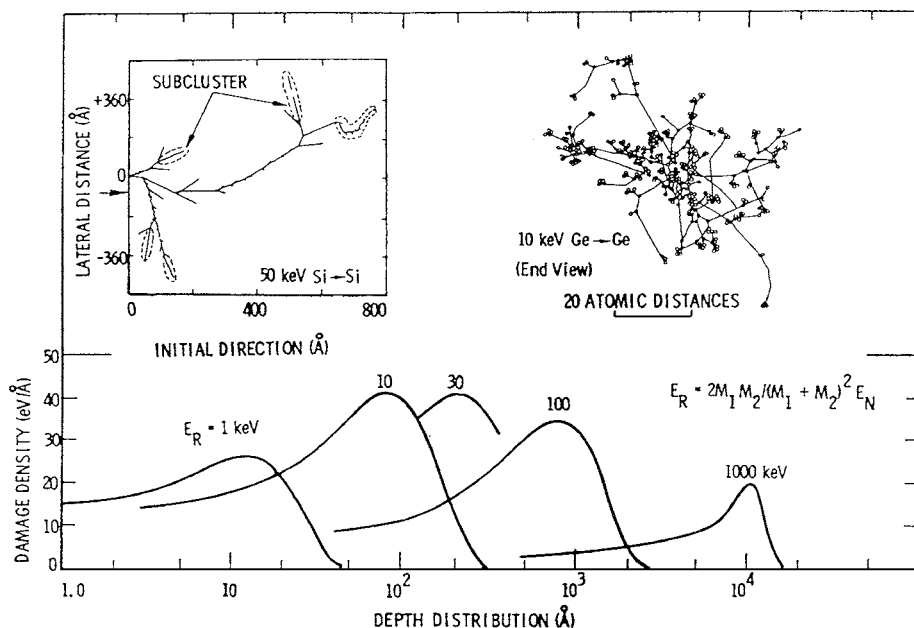 SUBCLUSTER
LATERAL DISTANCE (Å)
+360
0
-360
50 keV Si→Si
0
400
800
INITIAL DIRECTION (Å)
10 keV Ge→Ge
(End View)
20 ATOMIC DISTANCES
DAMAGE DENSITY (eV/Å)
50
40
30
20
10
0
E_R = 1 keV
10
30
100
1000 keV
E_R = 2M_1 M_2/(M_1 + M_2)^2 E_N
1.0
10
10^2
10^3
10^4
DEPTH DISTRIBUTION (Å)